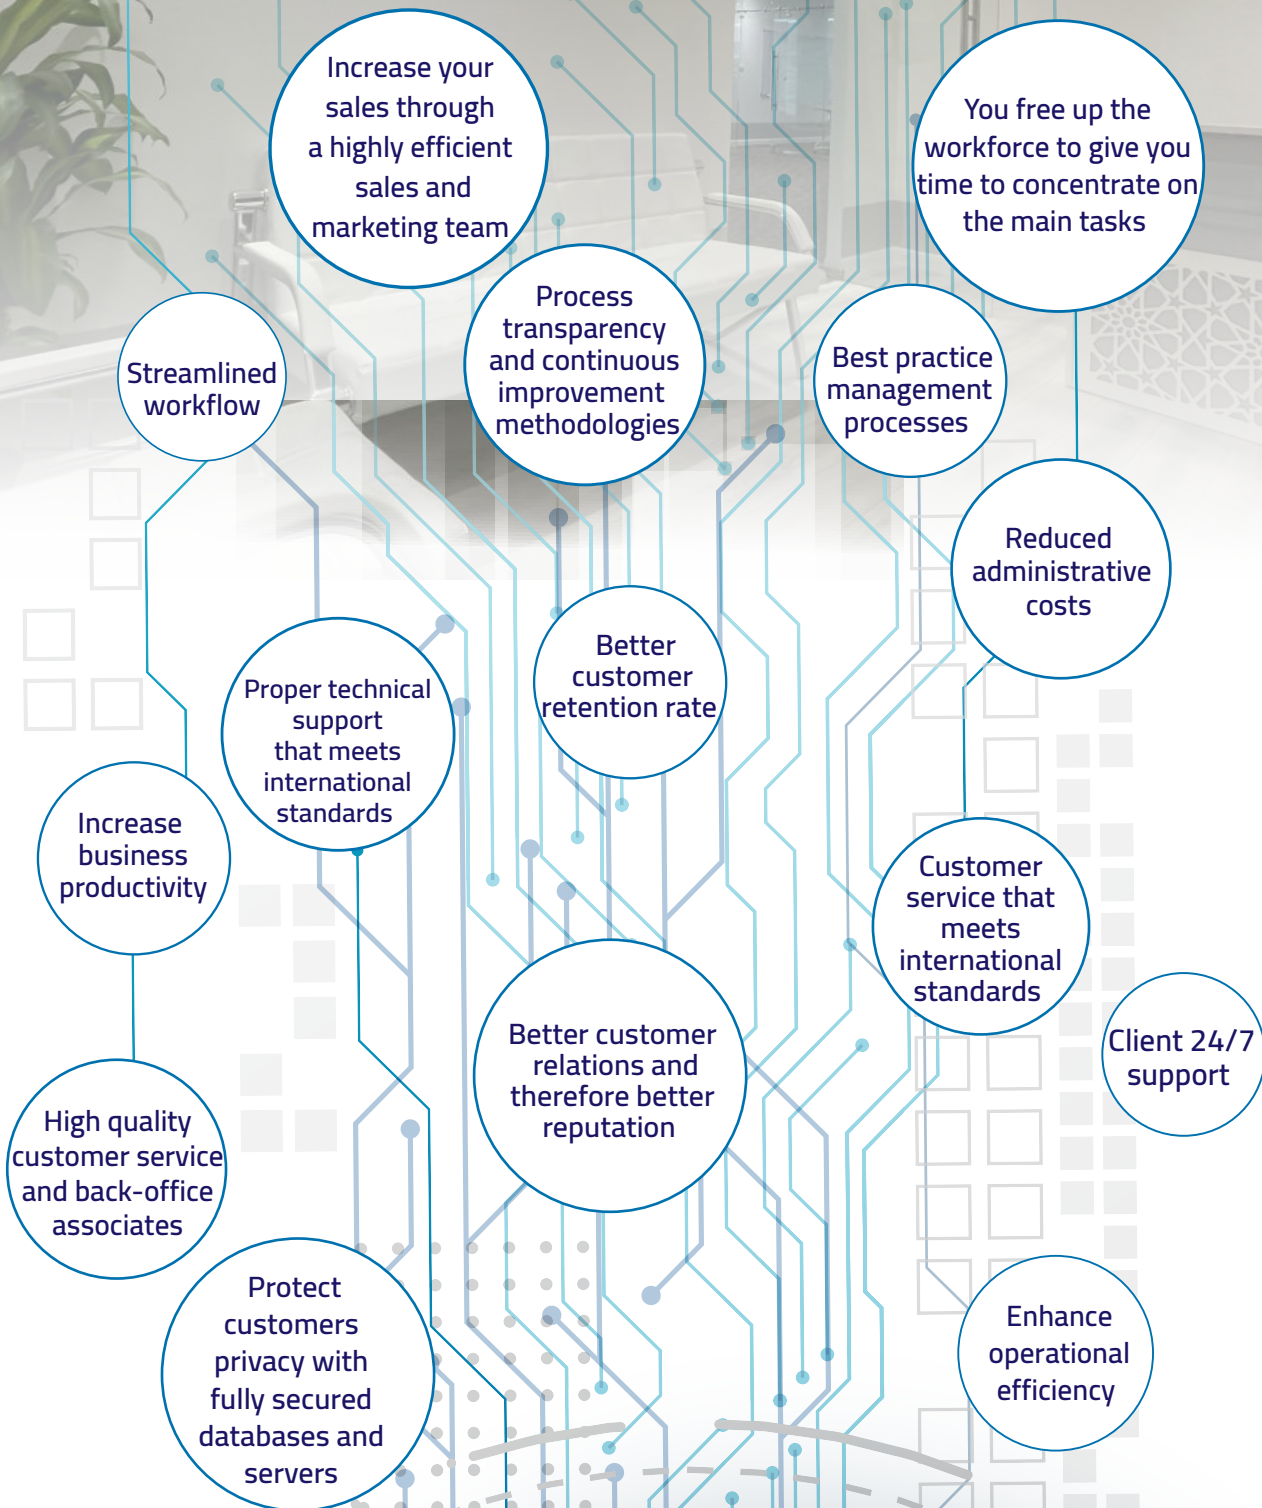 Increase your
sales through
a highly efficient
sales and
marketing team
You free up the
workforce to give you
time to concentrate on
the main tasks
Process
transparency
and continuous
improvement
methodologies
Streamlined
workflow
Best practice
management
processes
Reduced
administrative
costs
Better
customer
retention rate
Proper technical
support
that meets
international
standards
Increase
business
productivity
Customer
service that
meets
international
standards
Better customer
relations and
therefore better
reputation
Client 24/7
support
High quality
customer service
and back-office
associates
Protect
customers
privacy with
fully secured
databases and
servers
Enhance
operational
efficiency